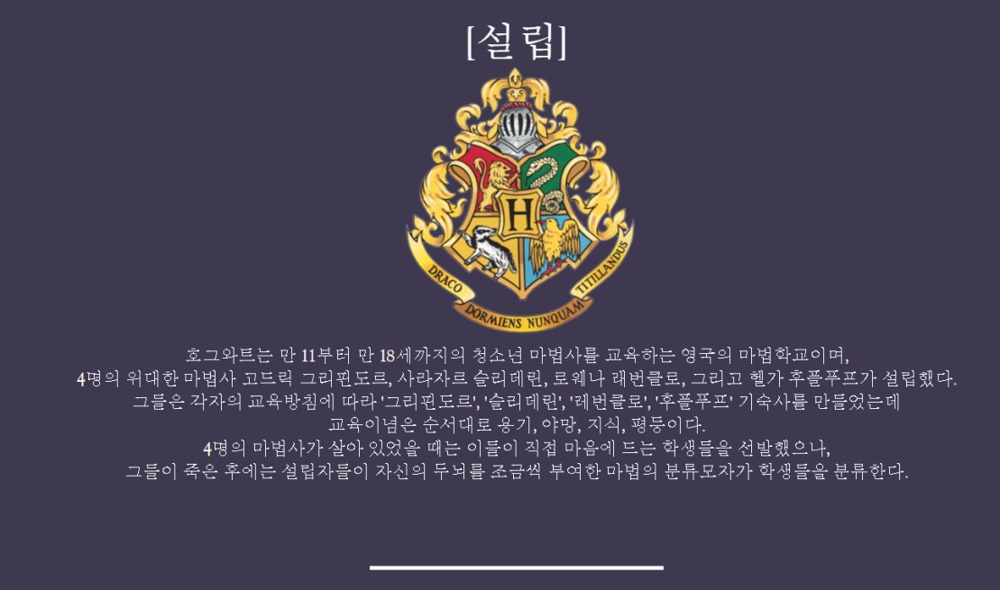 [설립]
H
DRACO
DORMIENS NUNQUAM
TITILLANDUS
호그와트는 만 11부터 만 18세까지의 청소년 마법사를 교육하는 영국의 마법학교이며,
4명의 위대한 마법사 고드릭 그리핀도르, 사라자르 슬리데린, 로웨나 래번클로, 그리고 헬가 후플푸프가 설립했다.
그들은 각자의 교육방침에 따라 '그리핀도르', '슬리데린', '레번클로', '후플푸프' 기숙사를 만들었는데
교육이념은 순서대로 용기, 야망, 지식, 평등이다.
4명의 마법사가 살아 있었을 때는 이들이 직접 마음에 드는 학생들을 선발했으나,
그들이 죽은 후에는 설립자들이 자신의 두뇌를 조금씩 부여한 마법의 분류모자가 학생들을 분류한다.